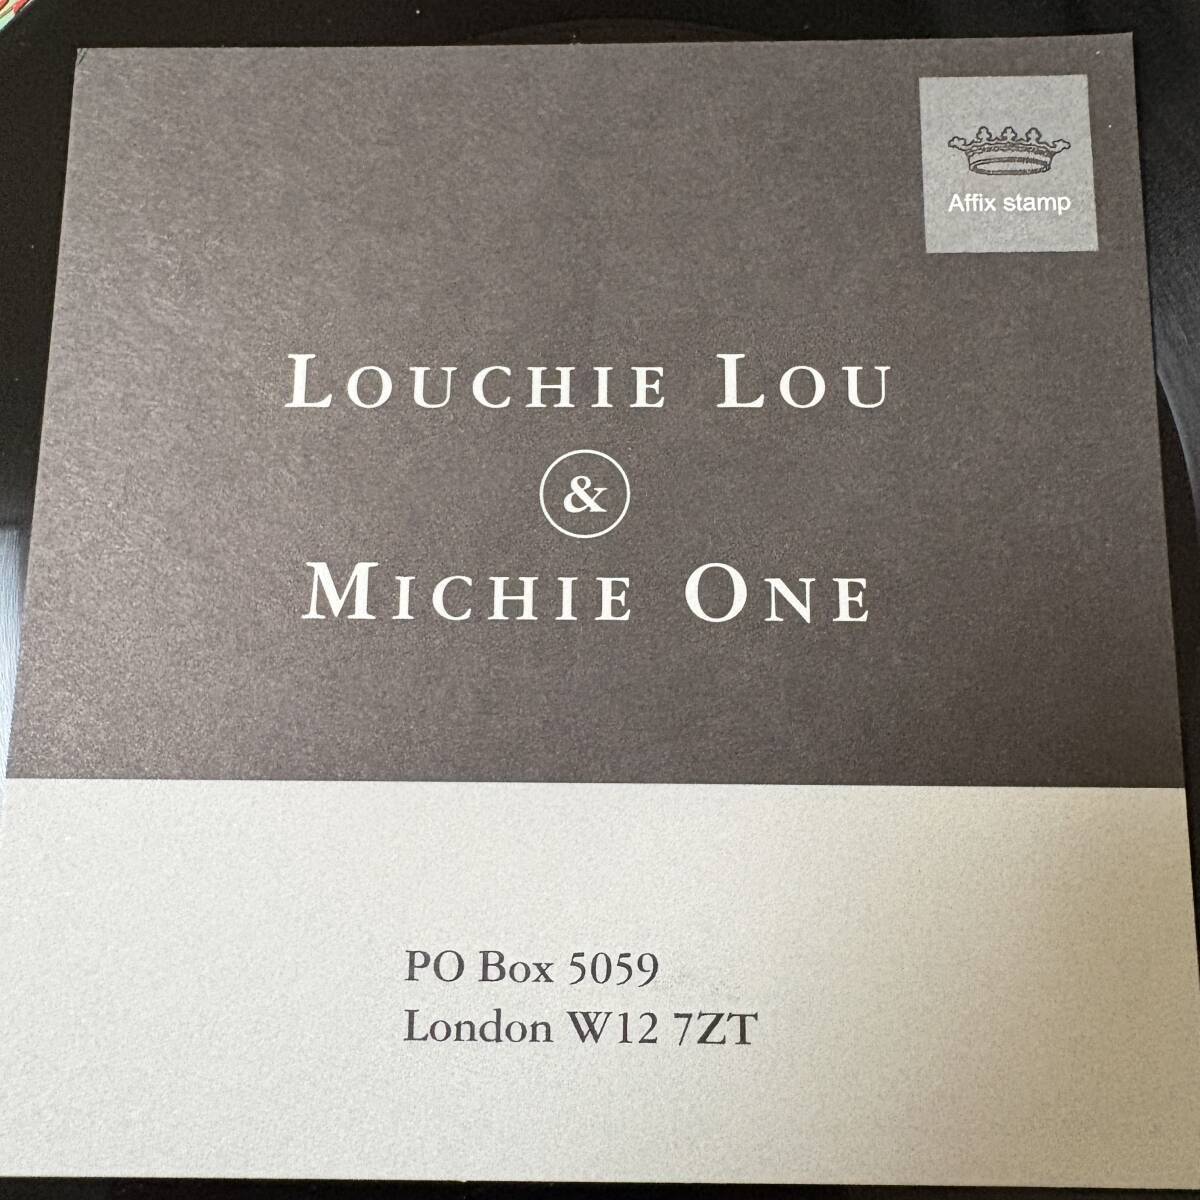 Affix stamp
LOUCHIE LOU
&
MICHIE ONE
PO Box 5059
London W12 7ZT